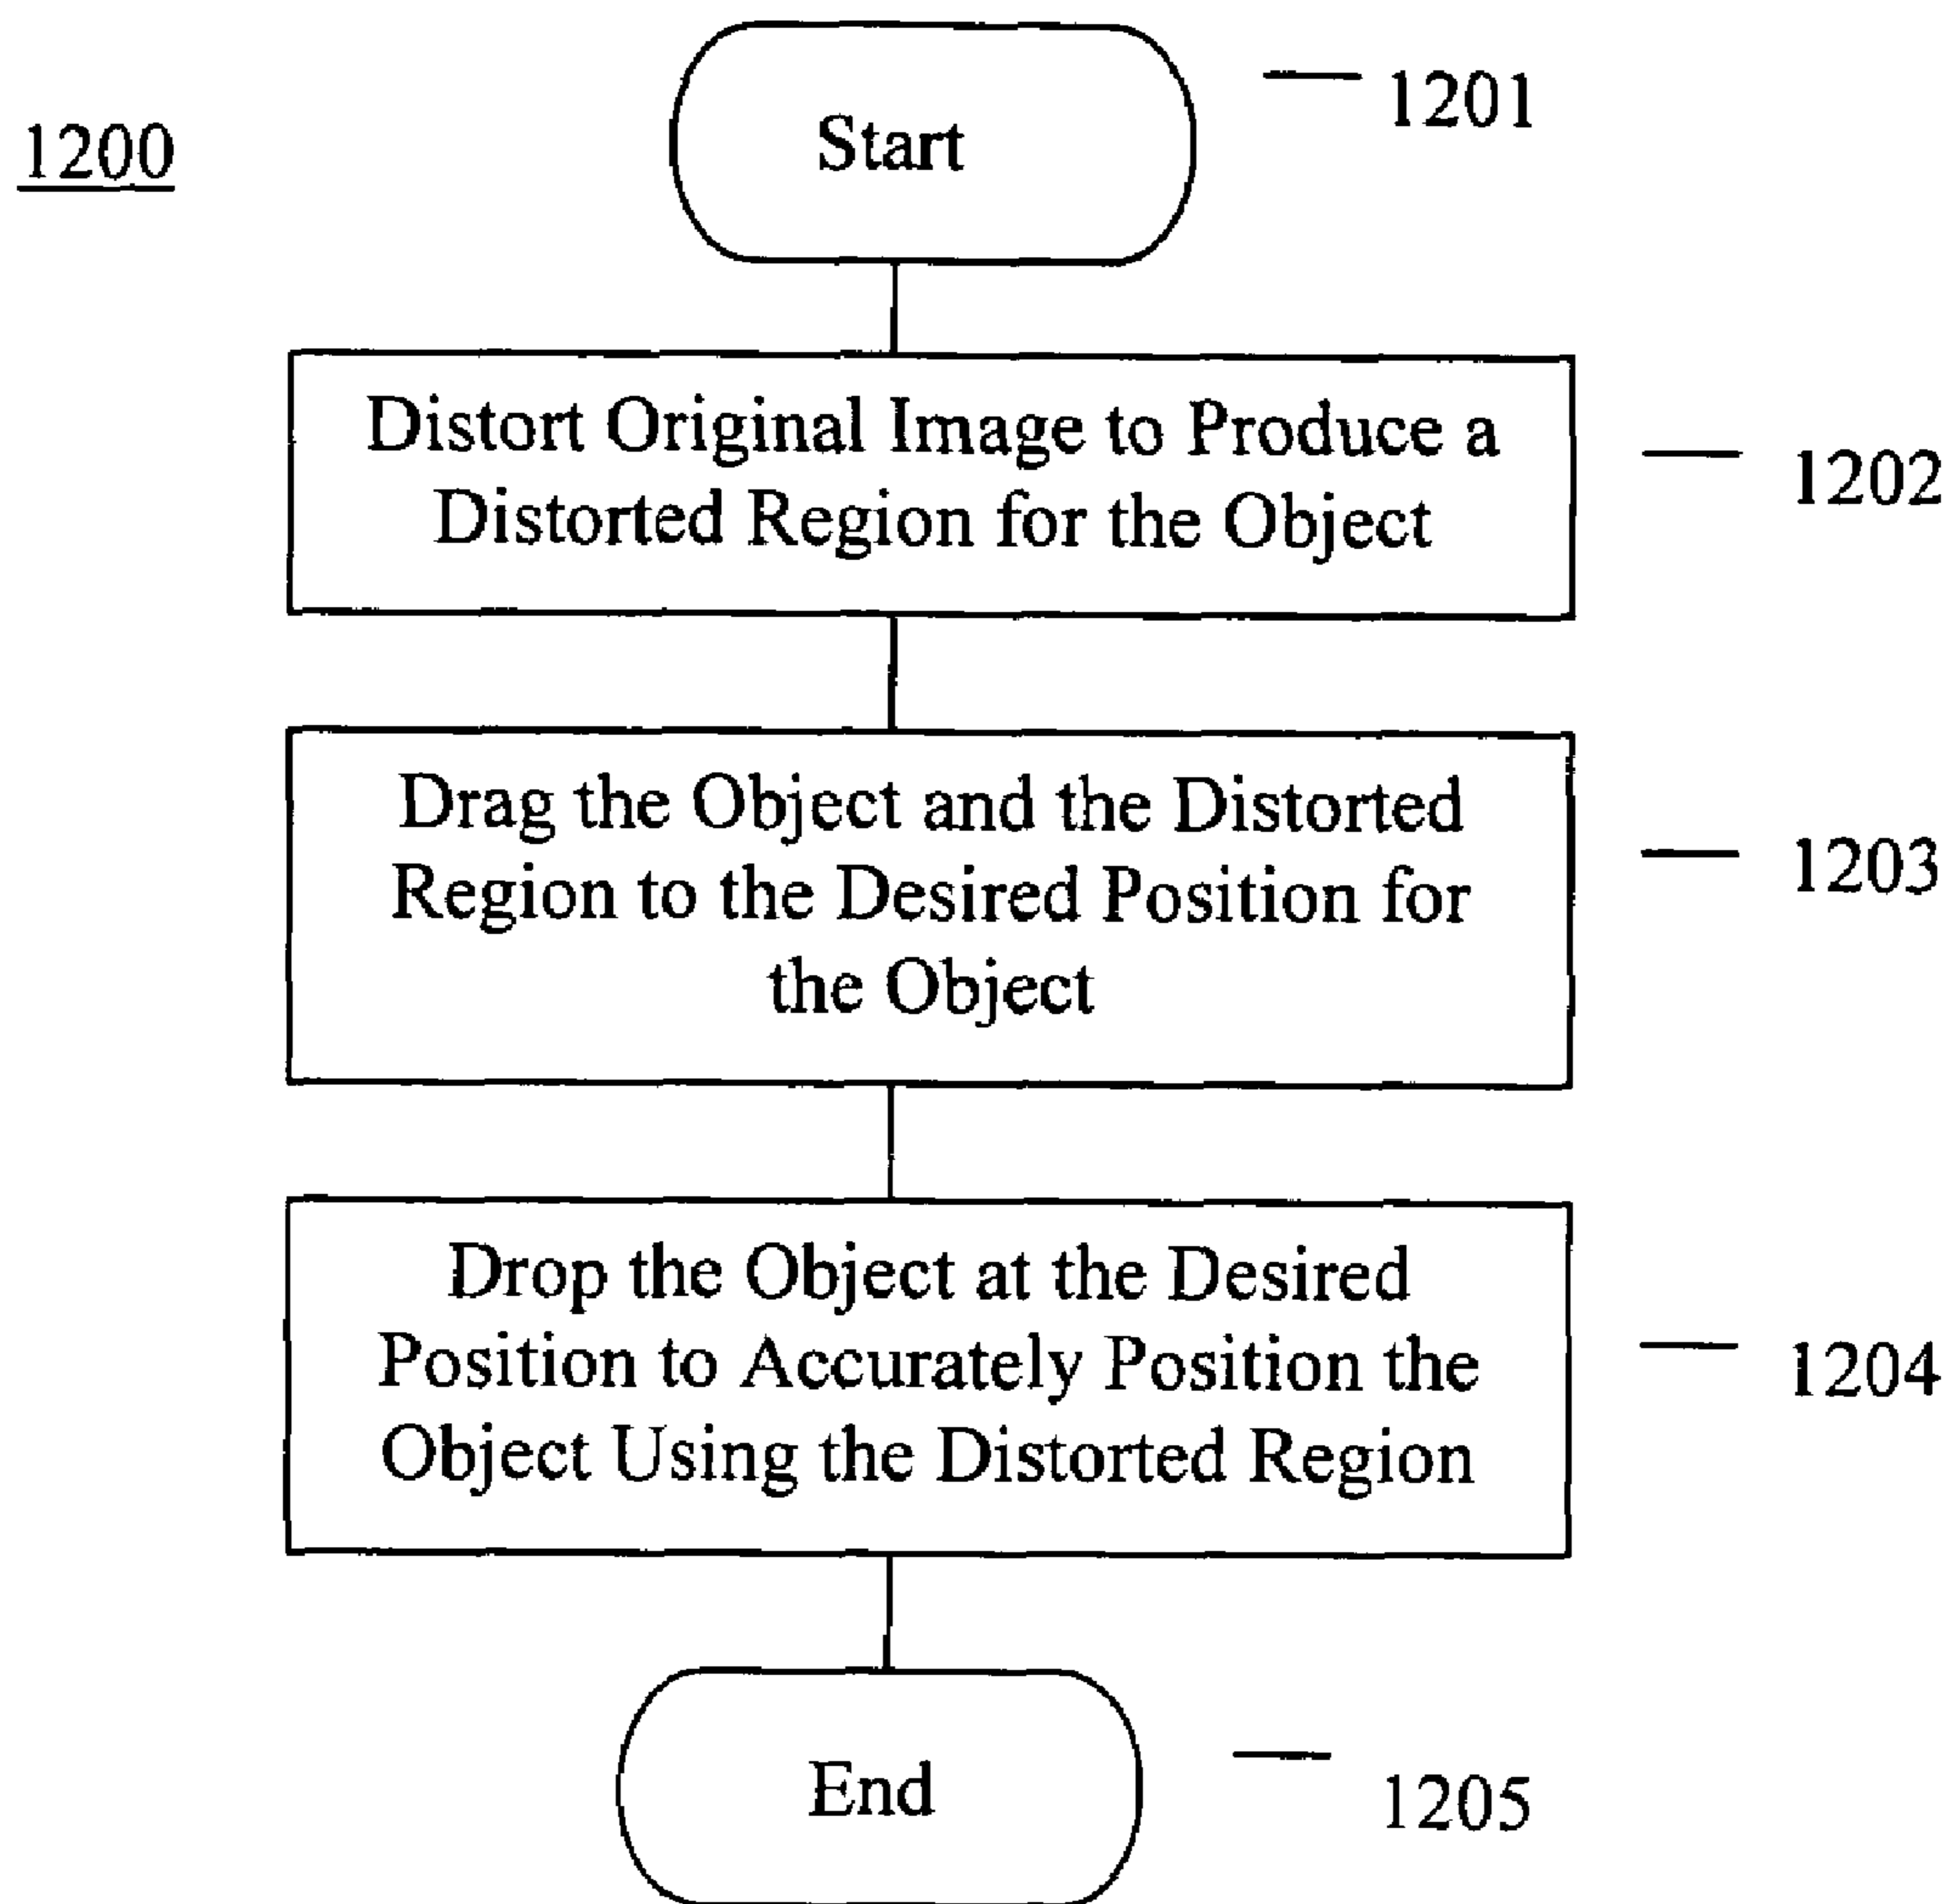 1200
Start
1201
Distort Original Image to Produce a
Distorted Region for the Object
1202
Drag the Object and the Distorted
Region to the Desired Position for
the Object
1203
Drop the Object at the Desired
Position to Accurately Position the
Object Using the Distorted Region
1204
End
1205